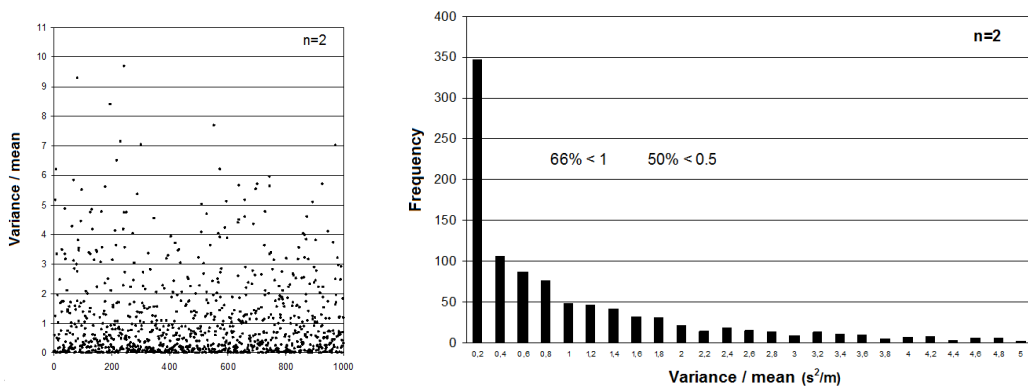 11
10
9
8
7
6
5
4
3
2
1
0
Variance / mean
n=2
0 200 400 600 800 1000
400
350
300
250
200
150
100
50
0
Frequency
n=2
66% < 1 50% < 0.5
0,2 0,4 0,6 0,8 1 1,2 1,4 1,6 1,8 2 2,2 2,4 2,6 2,8 3 3,2 3,4 3,6 3,8 4 4,2 4,4 4,6 4,8 5
Variance / mean (s²/m)